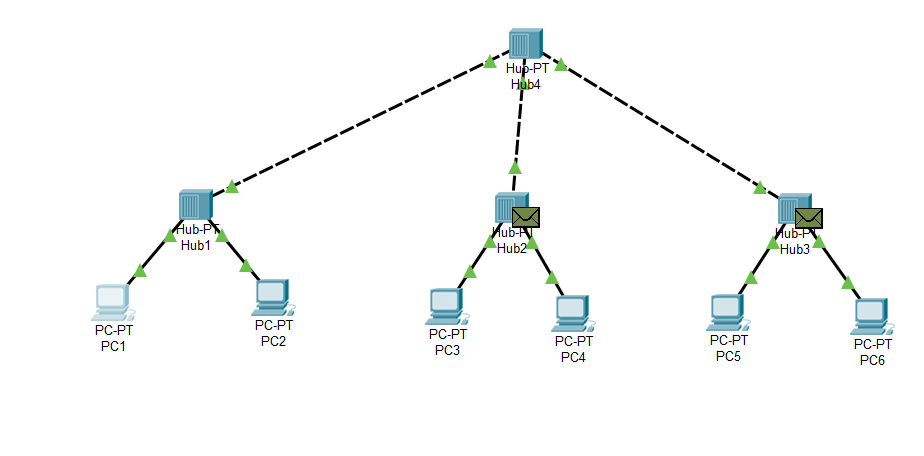 Hub-PT
Hub4
Hub-PT
Hub1
Hub-PT
Hub2
Hub-PT
Hub3
PC-PT
PC1
PC-PT
PC2
PC-PT
PC3
PC-PT
PC4
PC-PT
PC5
PC-PT
PC6